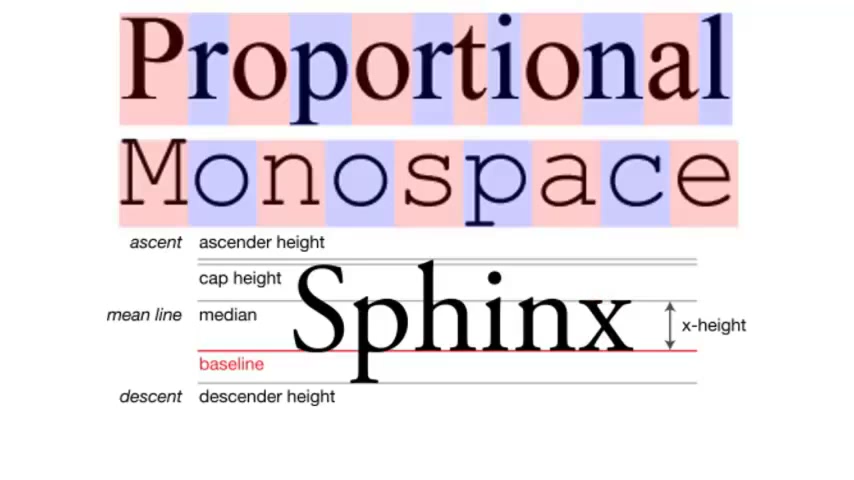 Proportional
Monospace
ascent ascender height
cap height
Sphinx
mean line median
x-height
baseline
descent descender height